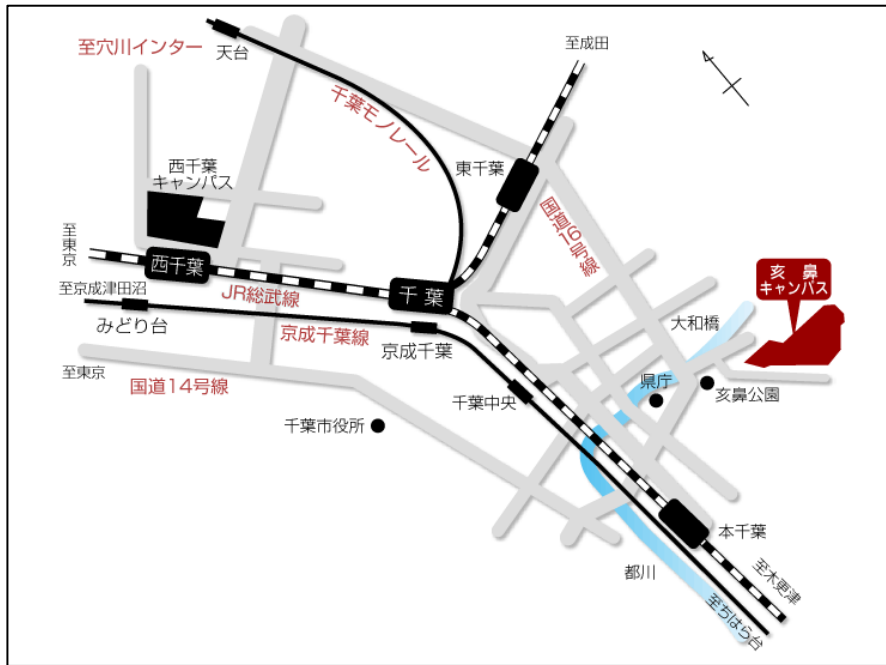 至穴川インター
天台
至成田
千葉モノレール
東千葉
西千葉
キャンパス
国道16号線
至東京
西千葉
千葉
亥鼻
キャンパス
至京成津田沼
JR総武線
大和橋
みどり台
京成千葉線
京成千葉
至東京
国道14号線
県庁
千葉中央
亥鼻公園
千葉市役所
本千葉
都川
至木更津
至ちはら台